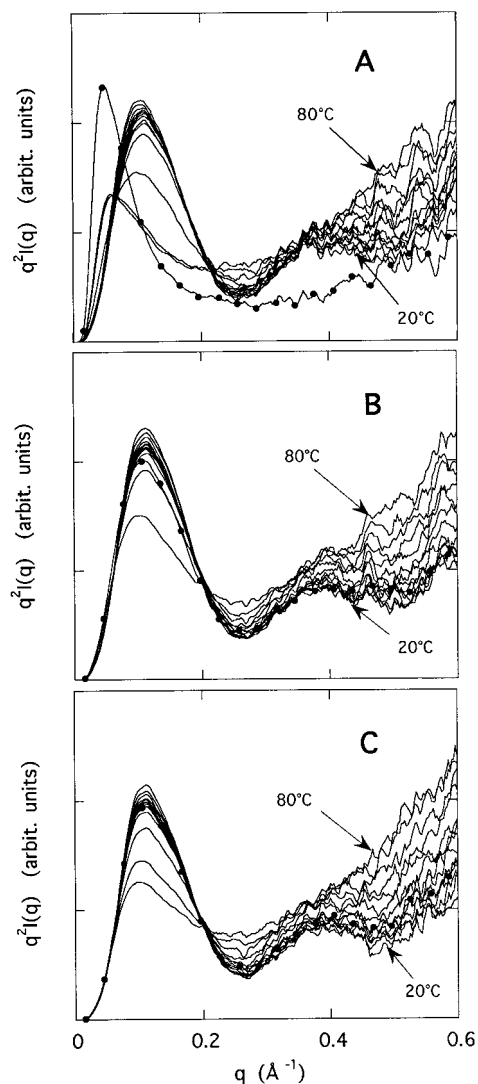 A
80°C
20°C
q²I(q) (arbit. units)
B
80°C
20°C
q²I(q) (arbit. units)
C
80°C
20°C
q²I(q) (arbit. units)
0 0.2 0.4 0.6
q (Å⁻¹)